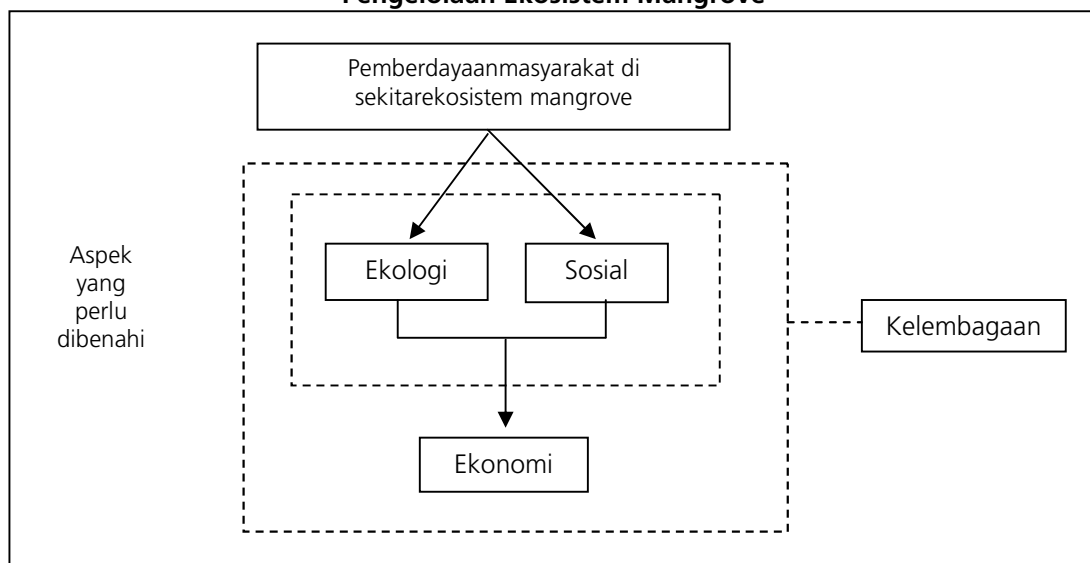 Pengelolaan Ekosistem Mangrove
Pemberdayaanmasyarakat di
sekitarekosistem mangrove
Aspek
yang
perlu
dibenahi
Ekologi
Sosial
Kelembagaan
Ekonomi